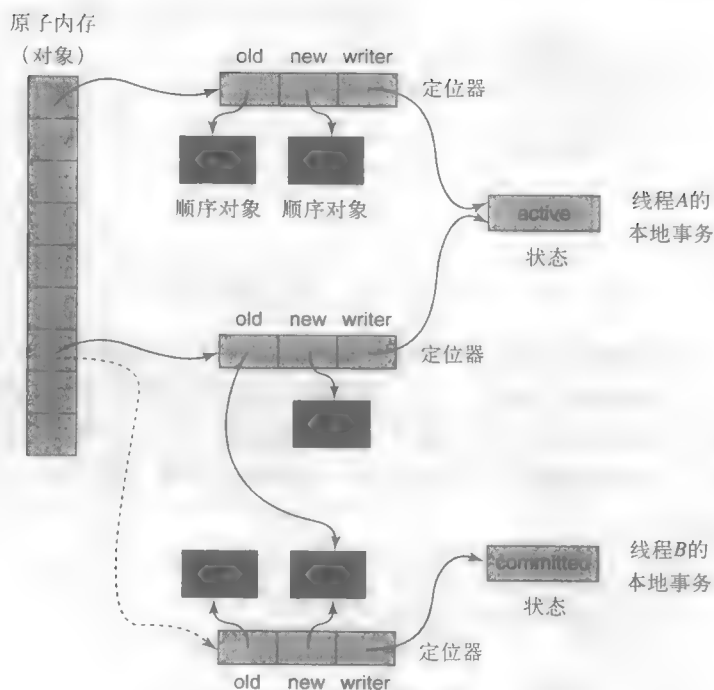 原子内存
（对象）
old new writer
定位器
顺序对象 顺序对象
active
线程A的
本地事务
状态
old new writer
定位器
committed
线程B的
本地事务
状态
定位器
old new writer